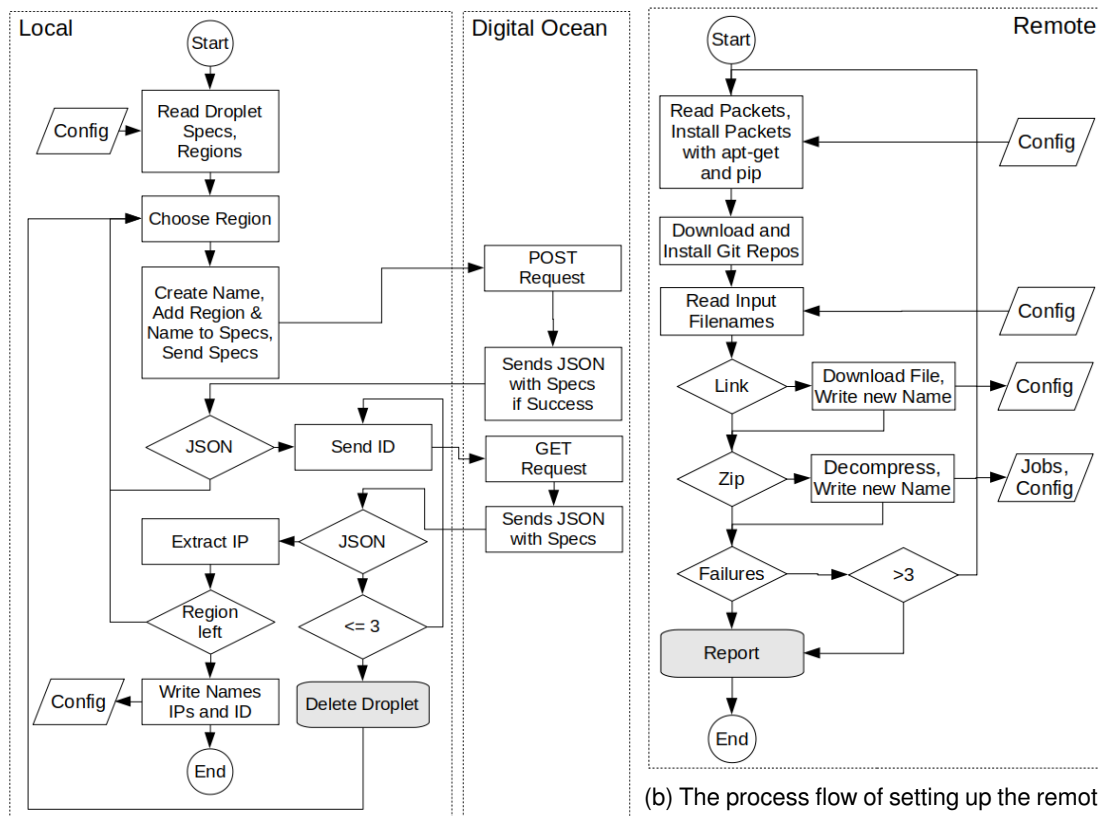 Local
Start
Config
Read Droplet
Specs,
Regions
Choose Region
Create Name,
Add Region &
Name to Specs,
Send Specs
JSON
Send ID
Extract IP
JSON
Region
left
<= 3
Config
Write Names
IPs and ID
Delete Droplet
End
Digital Ocean
POST
Request
Sends JSON
with Specs
if Success
GET
Request
Sends JSON
with Specs
Remote
Start
Read Packets,
Install Packets
with apt-get
and pip
Config
Download and
Install Git Repos
Read Input
Filenames
Config
Link
Download File,
Write new Name
Config
Zip
Decompress,
Write new Name
Jobs,
Config
Failures
>3
Report
End
(b) The process flow of setting up the remot